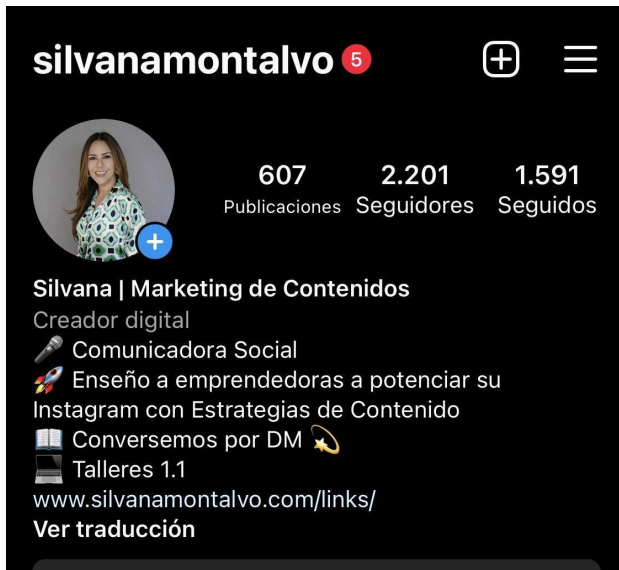 silvanamontalvo 5
607 2.201 1.591
Publicaciones Seguidores Seguidos
Silvana | Marketing de Contenidos
Creador digital
🎤 Comunicadora Social
🚀 Enseño a emprendedoras a potenciar su
Instagram con Estrategias de Contenido
📖 Conversemos por DM 💫
💻 Talleres 1.1
www.silvanamontalvo.com/links/
Ver traducción